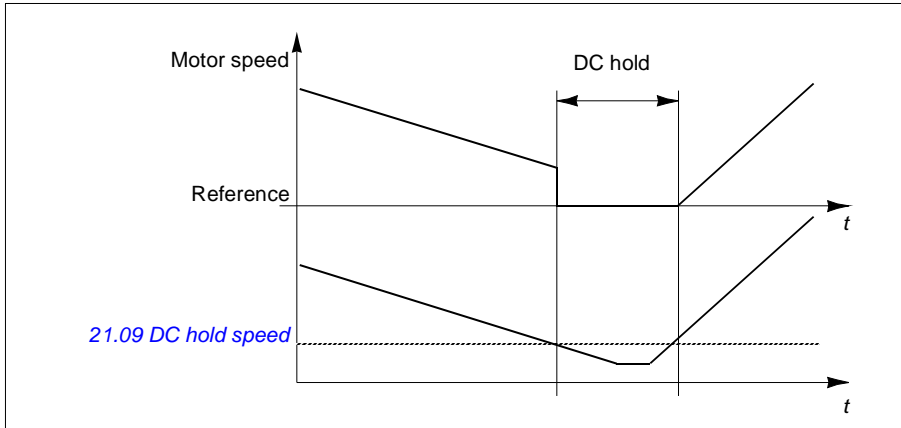 Motor speed
DC hold
Reference
t
21.09 DC hold speed
t